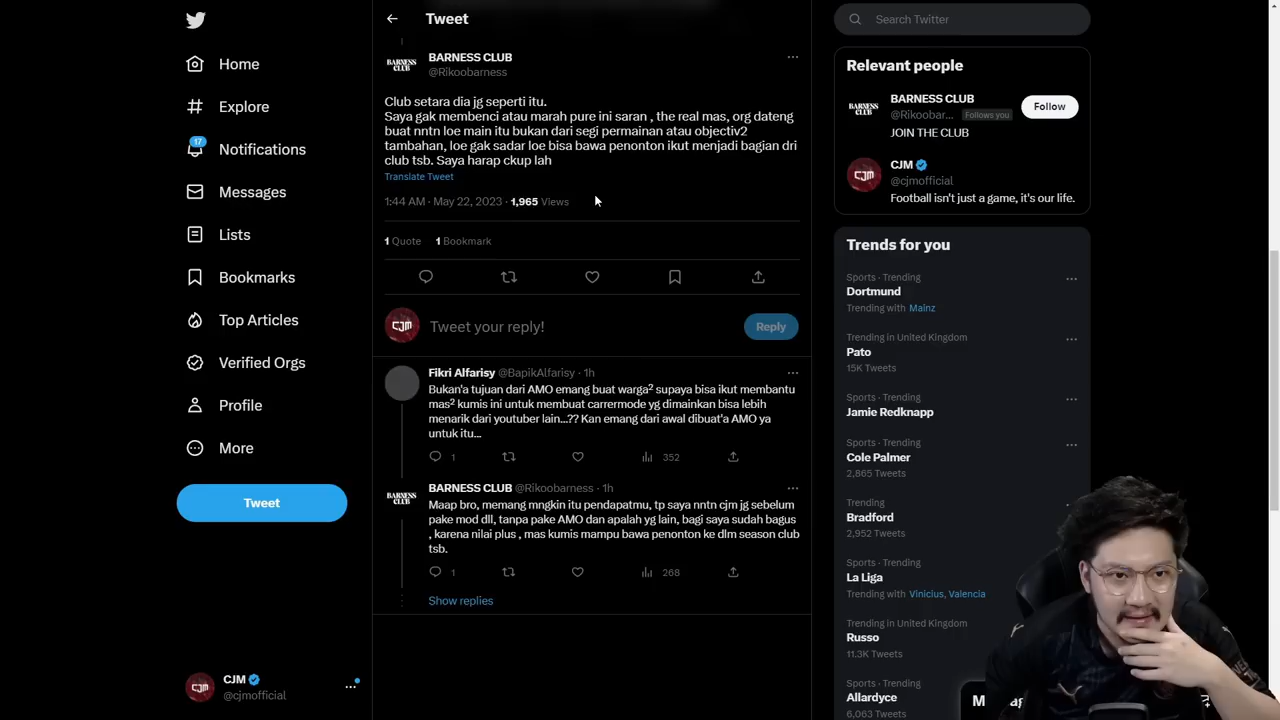 Tweet
Search Twitter
Home
Explore
17
Notifications
Messages
Lists
Bookmarks
Top Articles
Verified Orgs
Profile
More
Tweet
CJM
@cjmofficial
BARNESS CLUB
@Rikoobarness
Club setara dia jg seperti itu.
Saya gak membenci atau marah pure ini saran , the real mas, org dateng
buat nntn loe main itu bukan dari segi permainan atau objectiv2
tambahan, loe gak sadar loe bisa bawa penonton ikut menjadi bagian dri
club tsb. Saya harap ckup lah
Translate Tweet
1:44 AM · May 22, 2023 · 1,965 Views
1 Quote 1 Bookmark
CJM
Tweet your reply!
Reply
Fikri Alfarisy @BapikAlfarisy · 1h
Bukan'a tujuan dari AMO emang buat warga² supaya bisa ikut membantu
mas² kumis ini untuk membuat carrermode yg dimainkan bisa lebih
menarik dari youtuber lain...?? Kan emang dari awal dibuat'a AMO ya
untuk itu...
1 352
BARNESS CLUB
BARNESS CLUB @Rikoobarness · 1h
Maap bro, memang mngkin itu pendapatmu, tp saya nntn cjm jg sebelum
pake mod dll, tanpa pake AMO dan apalah yg lain, bagi saya sudah bagus
, karena nilai plus , mas kumis mampu bawa penonton ke dlm season club
tsb.
1 268
Show replies
Relevant people
BARNESS CLUB
@Rikoobar... Follows you
Follow
JOIN THE CLUB
CJM
@cjmofficial
Football isn't just a game, it's our life.
Trends for you
Sports · Trending
Dortmund
Trending with Mainz
Trending in United Kingdom
Pato
15K Tweets
Sports · Trending
Jamie Redknapp
Sports · Trending
Cole Palmer
2,865 Tweets
Trending
Bradford
2,952 Tweets
Sports · Trending
La Liga
Trending with Vinicius, Valencia
Trending in United Kingdom
Russo
11.3K Tweets
Sports · Trending
Allardyce
6,063 Tweets